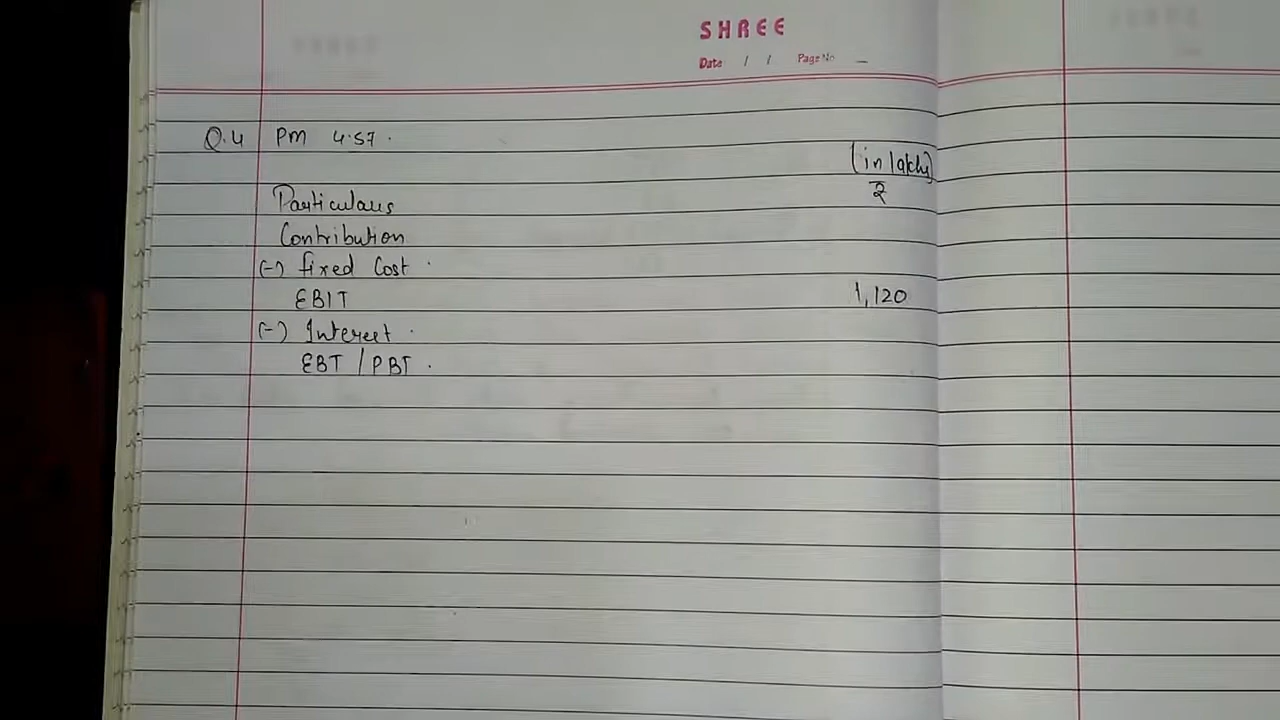 SHREE
Date / / Page No
Q.4 PM 4.57.
(in lakhs)
Particulars ₹
Contribution
(-) fixed Cost.
EBIT 1,120
(-) Interest.
EBT / PBT.